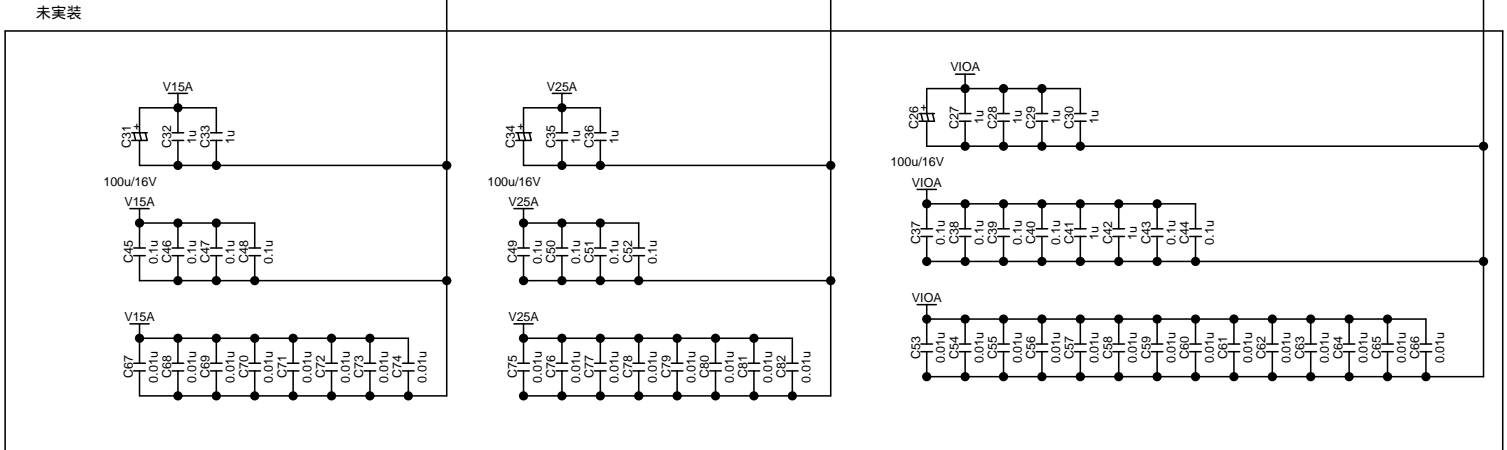 未実装
V15A
C31 + C32 1u C33 1u
100u/16V
V15A
C45 0.1u C46 0.1u C47 0.1u C48 0.1u
V15A
C67 0.01u C68 0.01u C69 0.01u C70 0.01u C71 0.01u C72 0.01u C73 0.01u C74 0.01u
V25A
C34 + C35 1u C36 1u
100u/16V
V25A
C49 0.1u C50 0.1u C51 0.1u C52 0.1u
V25A
C75 0.01u C76 0.01u C77 0.01u C78 0.01u C79 0.01u C80 0.01u C81 0.01u C82 0.01u
VIOA
C26 + C27 1u C28 1u C29 1u C30 1u
100u/16V
VIOA
C37 0.1u C38 0.1u C39 0.1u C40 0.1u C41 1u C42 1u C43 0.1u C44 0.1u
VIOA
C53 0.01u C54 0.01u C55 0.01u C56 0.01u C57 0.01u C58 0.01u C59 0.01u C60 0.01u C61 0.01u C62 0.01u C63 0.01u C64 0.01u C65 0.01u C66 0.01u